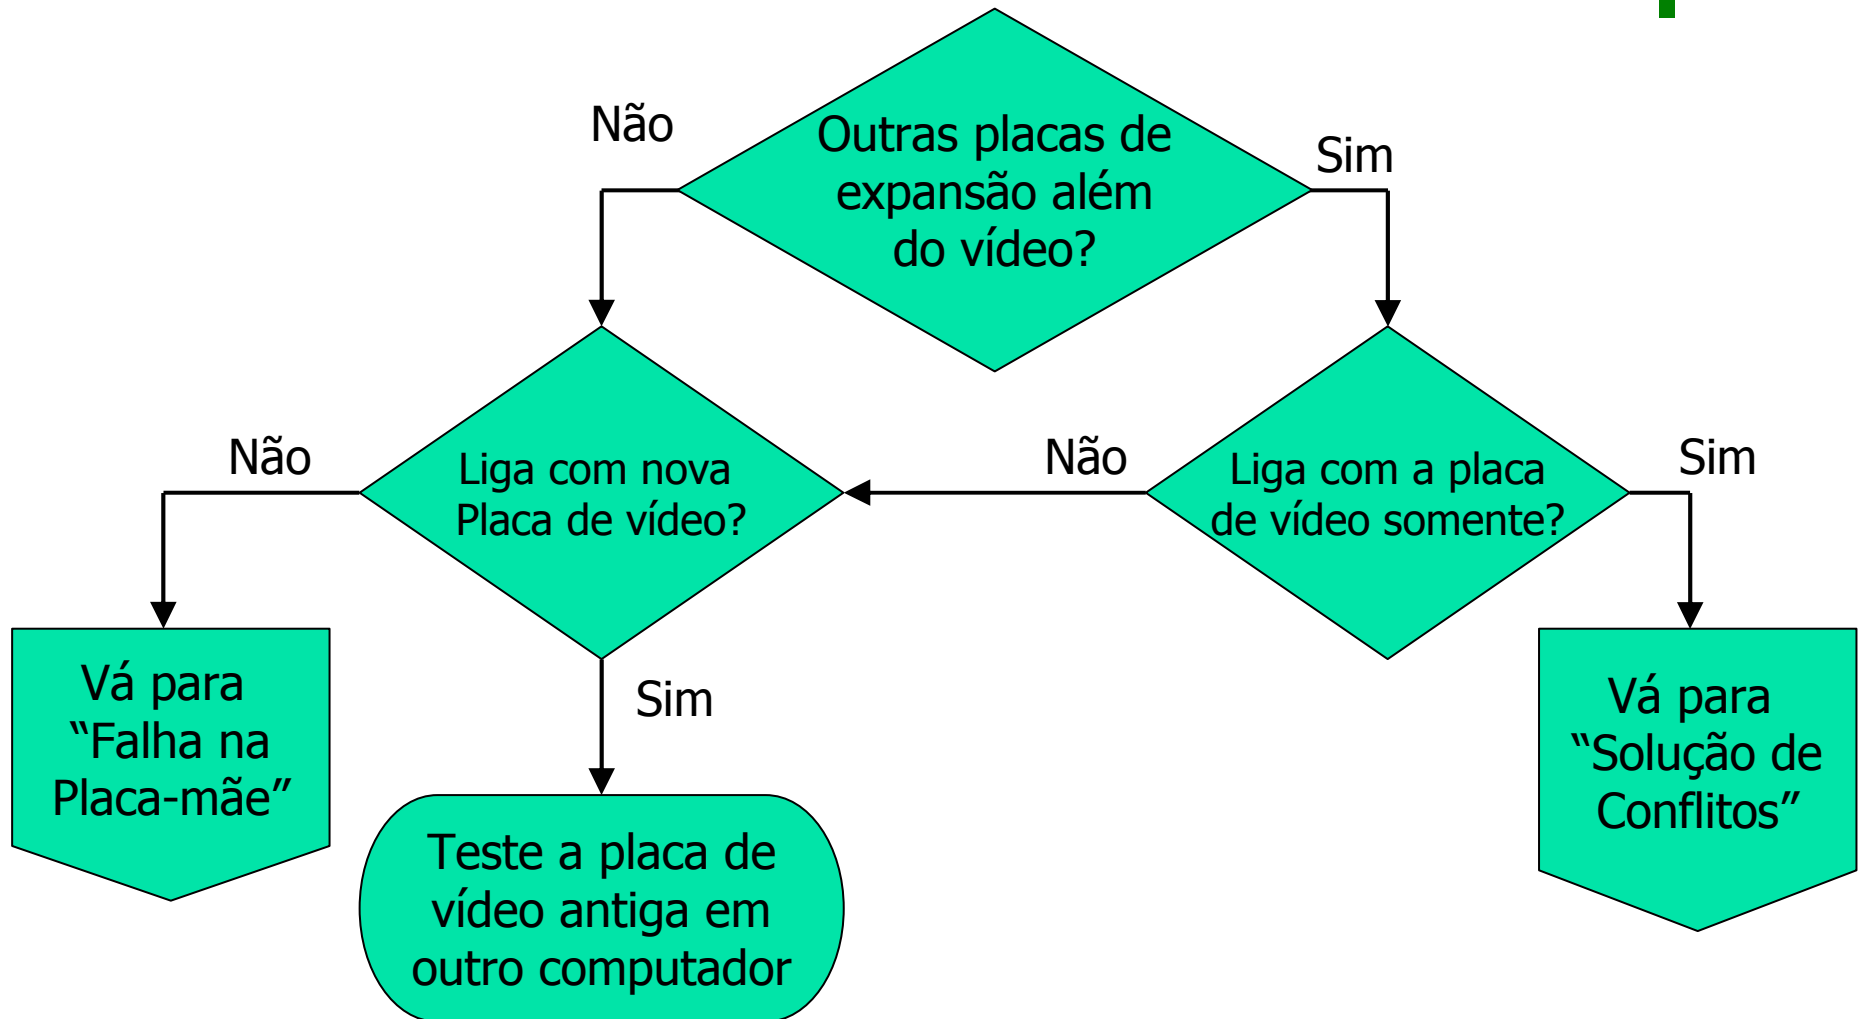 Não
Outras placas de
expansão além
do vídeo?
Sim
Não
Liga com nova
Placa de vídeo?
Não
Liga com a placa
de vídeo somente?
Sim
Vá para
“Falha na
Placa-mãe”
Sim
Vá para
“Solução de
Conflitos”
Teste a placa de
vídeo antiga em
outro computador